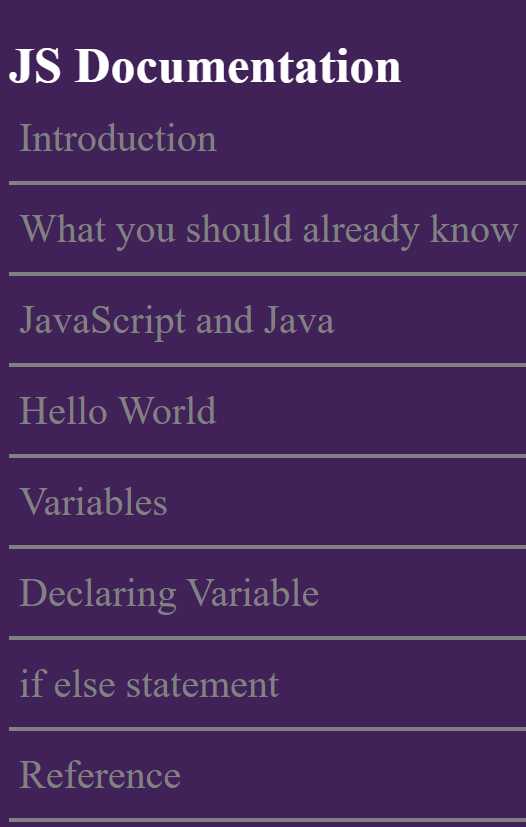 JS Documentation
Introduction
What you should already know
JavaScript and Java
Hello World
Variables
Declaring Variable
if else statement
Reference